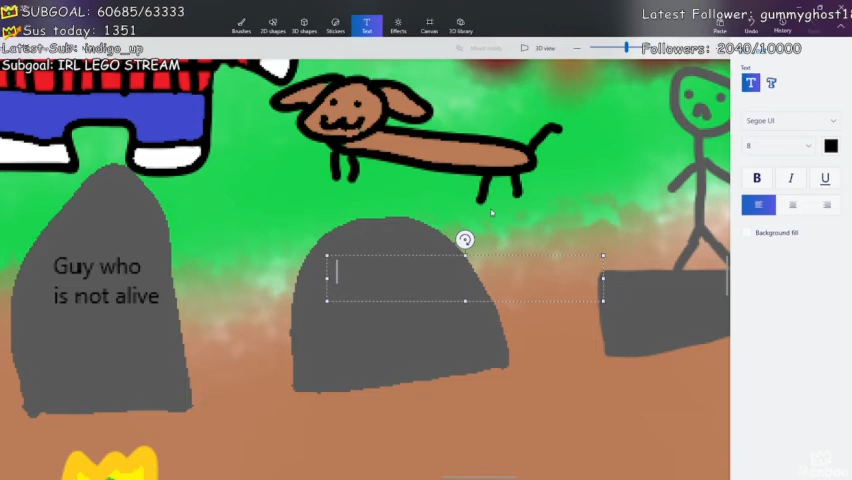 SUBGOAL: 60685/63333
Sus today: 1351
Latest Sub: indigo_up
Subgoal: IRL LEGO STREAM
Latest Follower: gummyghost18
Followers: 2040/10000
Brushes
2D shapes
3D shapes
Stickers
Text
Effects
Canvas
3D library
Paste
Undo
History
3D view
Text
Segoe UI
8
B
I
U
Background fill
Guy who
is not alive